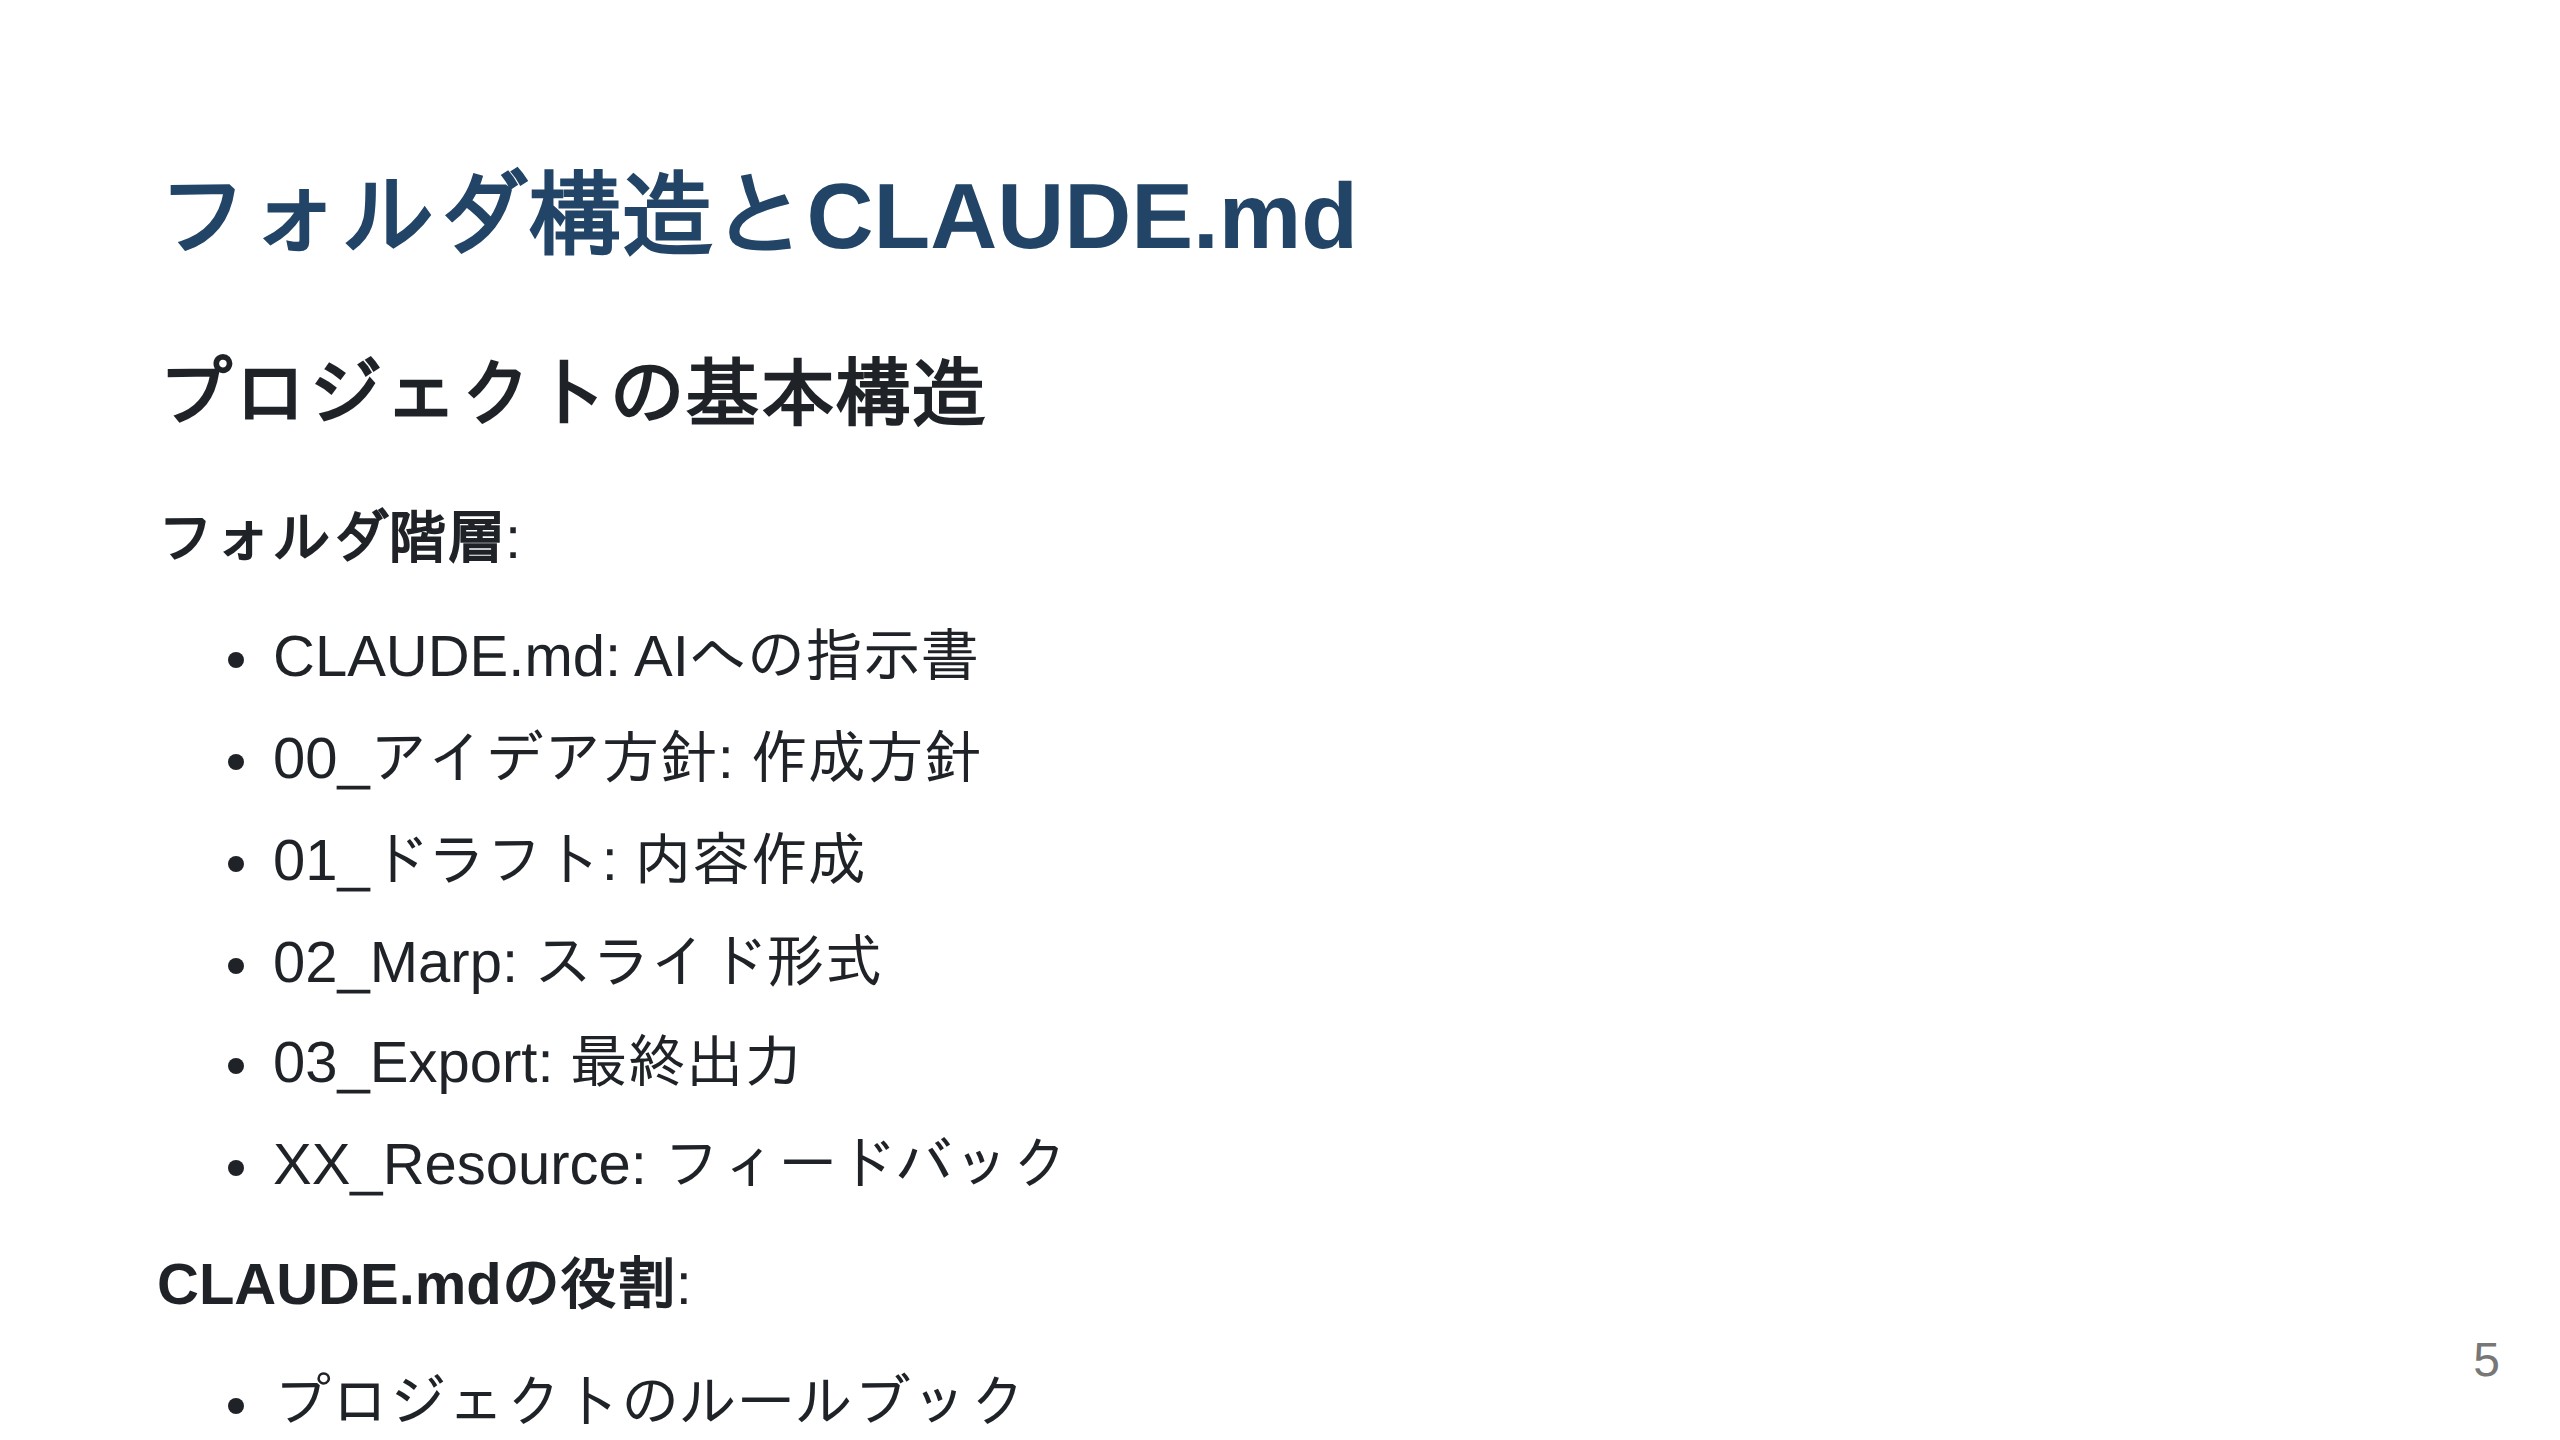 フォルダ構造とCLAUDE.md
プロジェクトの基本構造
フォルダ階層:
• CLAUDE.md: AIへの指示書
• 00_アイデア方針: 作成方針
• 01_ドラフト: 内容作成
• 02_Marp: スライド形式
• 03_Export: 最終出力
• XX_Resource: フィードバック
CLAUDE.mdの役割:
• プロジェクトのルールブック
5